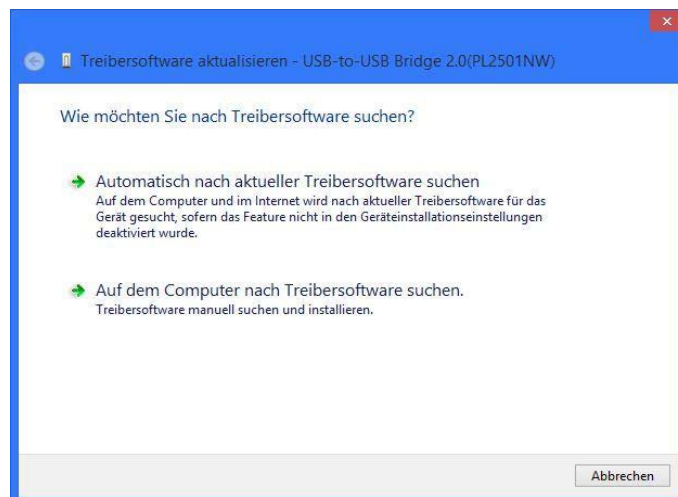 Treibersoftware aktualisieren - USB-to-USB Bridge 2.0(PL2501NW)
Wie möchten Sie nach Treibersoftware suchen?
Automatisch nach aktueller Treibersoftware suchen
Auf dem Computer und im Internet wird nach aktueller Treibersoftware für das
Gerät gesucht, sofern das Feature nicht in den Geräteinstallationseinstellungen
deaktiviert wurde.
Auf dem Computer nach Treibersoftware suchen.
Treibersoftware manuell suchen und installieren.
Abbrechen